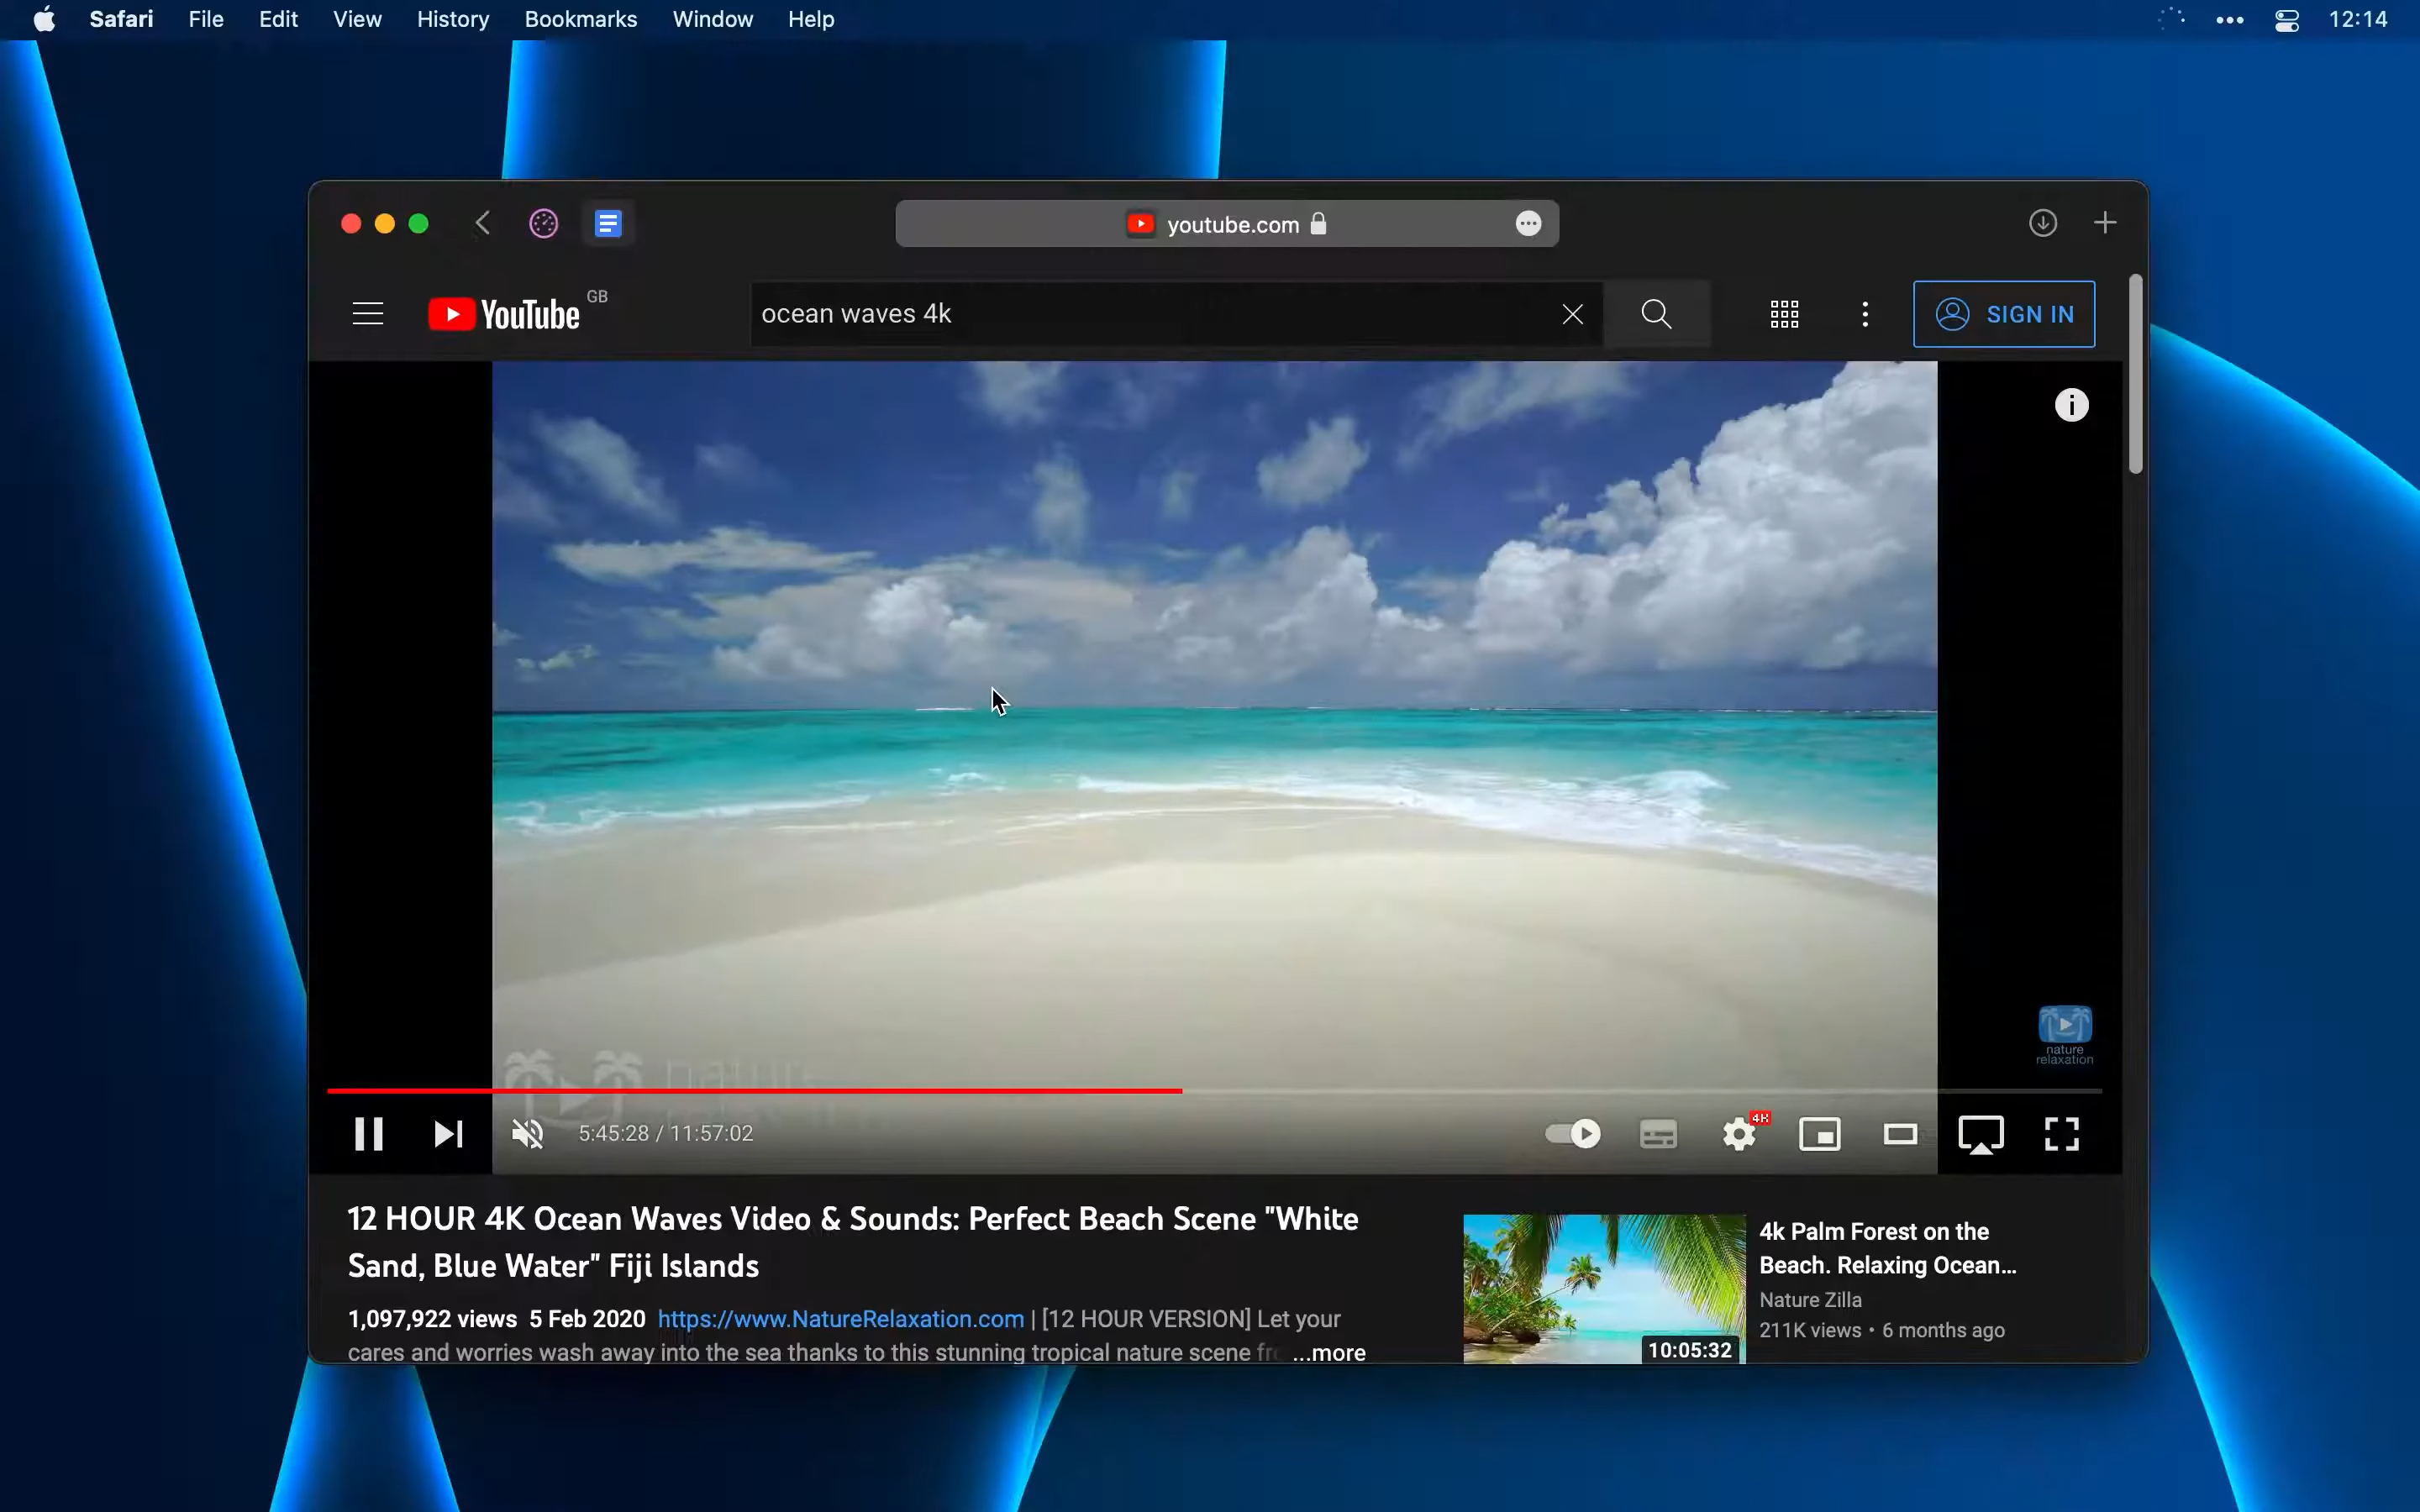 Safari File Edit View History Bookmarks Window Help 12:14
youtube.com
YouTube GB
ocean waves 4k
SIGN IN
nature
relaxation
nature
5:45:28 / 11:57:02
4K
12 HOUR 4K Ocean Waves Video & Sounds: Perfect Beach Scene "White
Sand, Blue Water" Fiji Islands
1,097,922 views 5 Feb 2020 https://www.NatureRelaxation.com | [12 HOUR VERSION] Let your
cares and worries wash away into the sea thanks to this stunning tropical nature scene ...more
10:05:32
4k Palm Forest on the
Beach. Relaxing Ocean...
Nature Zilla
211K views • 6 months ago